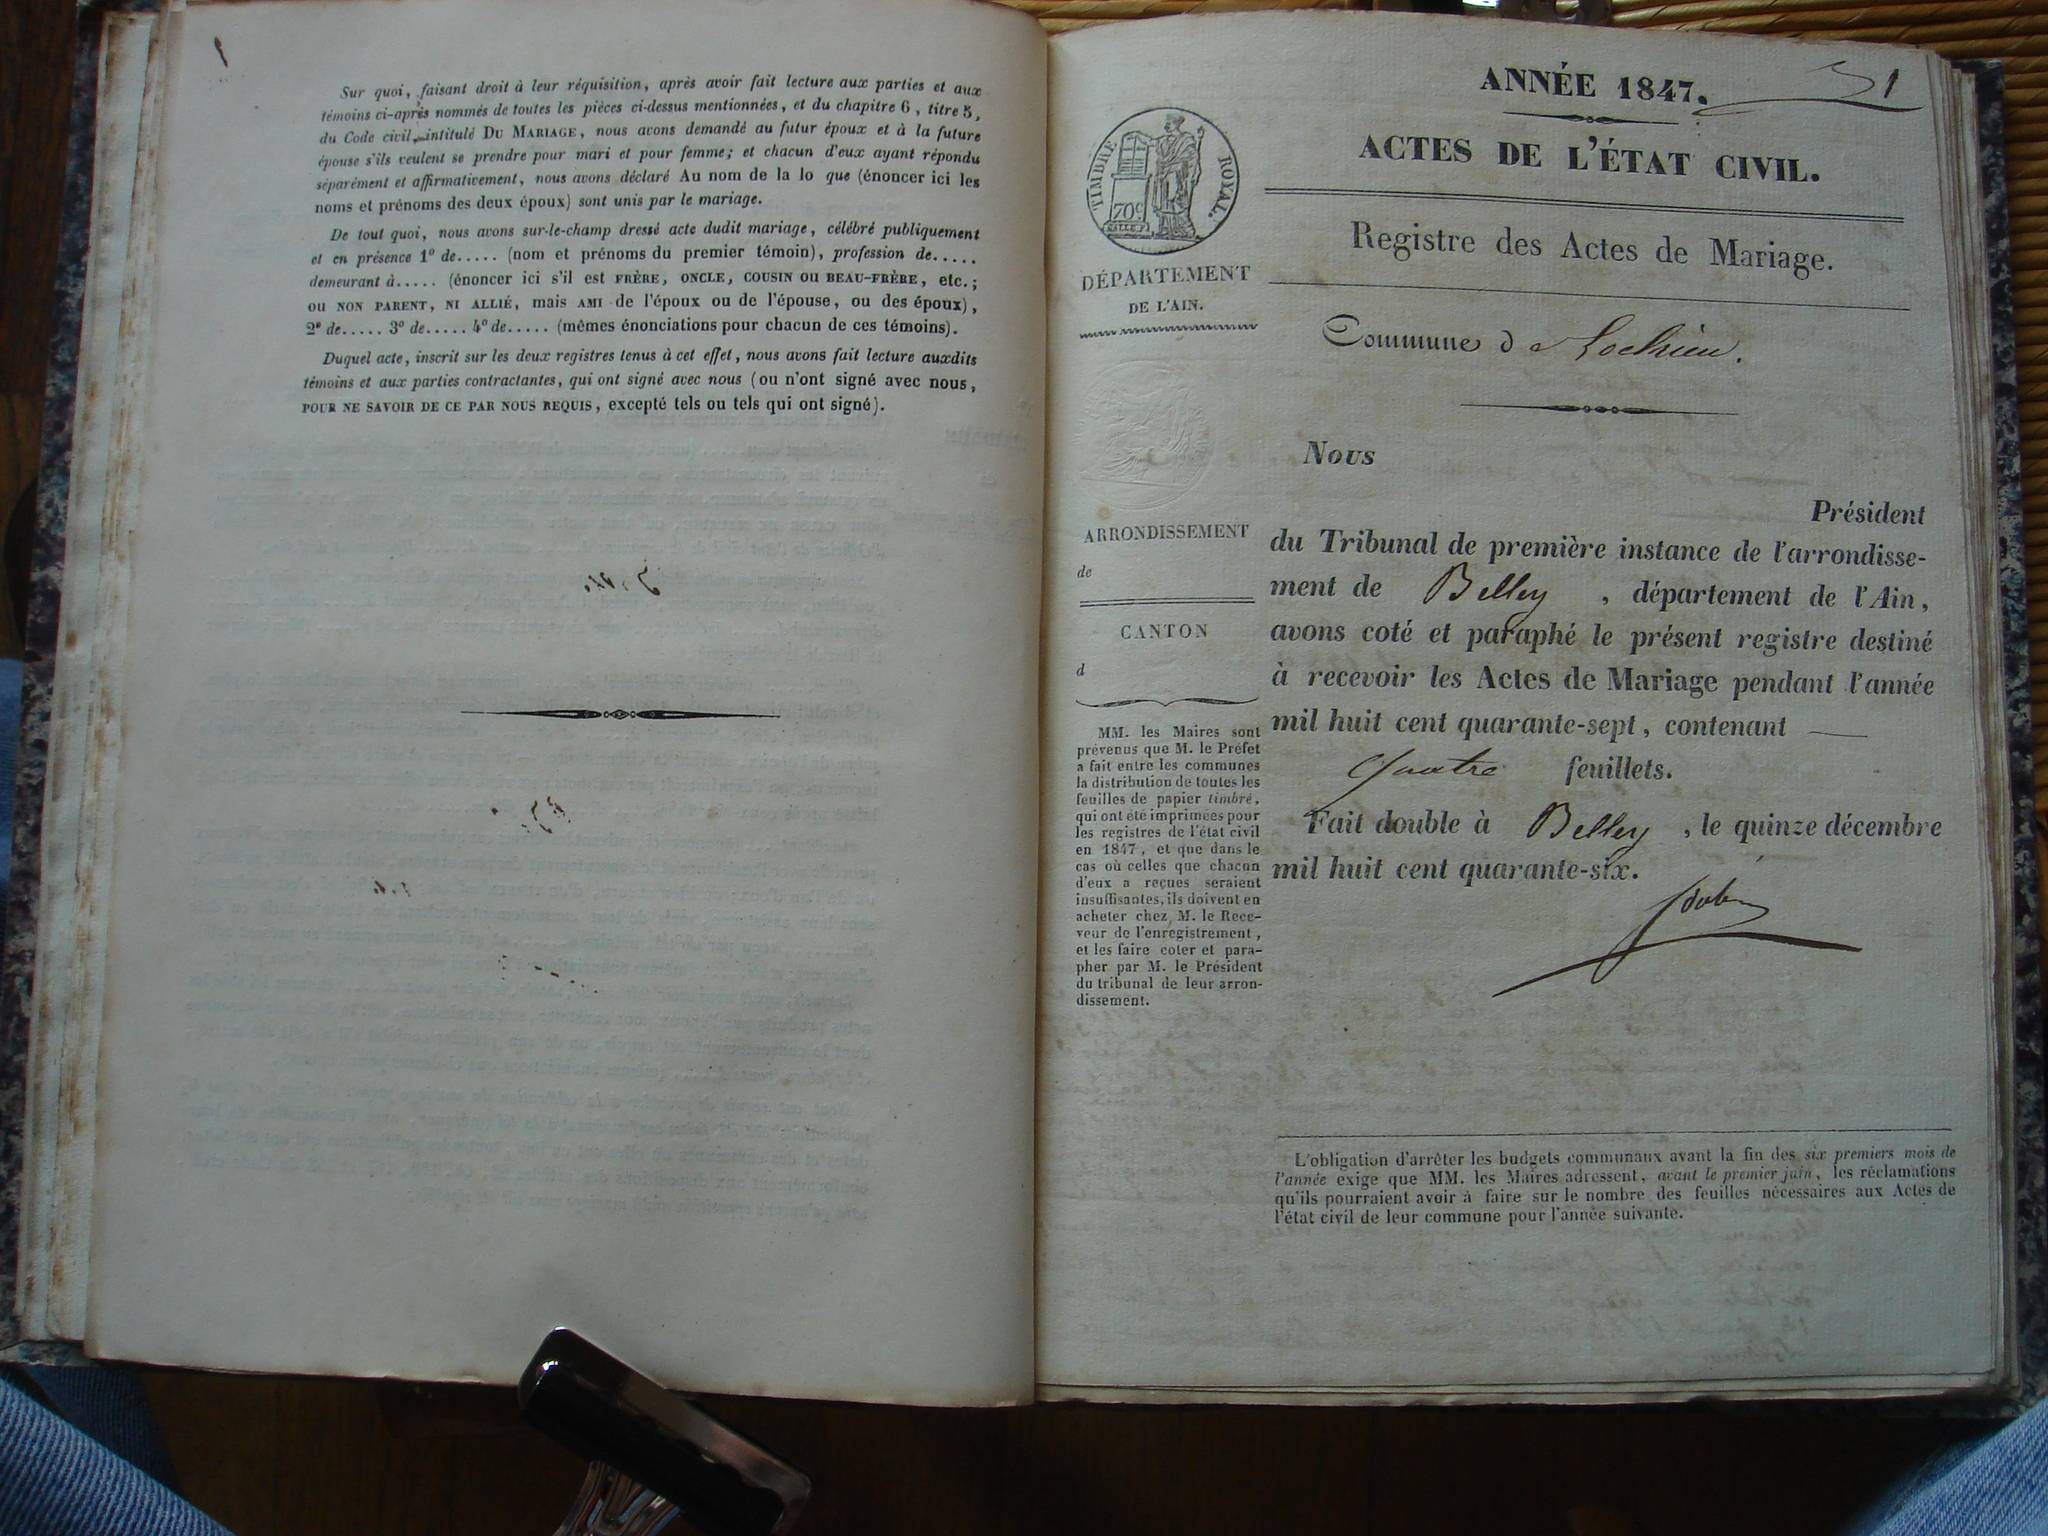 Sur quoi, faisant droit à leur réquisition, après avoir fait lecture aux parties et aux
témoins ci-après nommés de toutes les pièces ci-dessus mentionnées, et du chapitre 6, titre 5,
du Code civil intitulé DU MARIAGE, nous avons demandé au futur époux et à la future
épouse s'ils veulent se prendre pour mari et pour femme; et chacun d'eux ayant répondu
séparément et affirmativement, nous avons déclaré Au nom de la lo que (énoncer ici les
noms et prénoms des deux époux) sont unis par le mariage.
De tout quoi, nous avons sur-le-champ dressé acte dudit mariage, célébré publiquement
et en présence 1º de..... (nom et prénoms du premier témoin), profession de.....
demeurant à..... (énoncer ici s'il est FRÈRE, ONCLE, COUSIN OU BEAU-FRÈRE, etc.;
OU NON PARENT, NI ALLIÉ, mais AMI de l'époux ou de l'épouse, ou des époux),
2º de..... 3º de..... 4º de..... (mêmes énonciations pour chacun de ces témoins).
Duquel acte, inscrit sur les deux registres tenus à cet effet, nous avons fait lecture auxdits
témoins et aux parties contractantes, qui ont signé avec nous (ou n'ont signé avec nous,
POUR NE SAVOIR DE CE PAR NOUS REQUIS, excepté tels ou tels qui ont signé).
ANNÉE 1847.
ACTES DE L'ÉTAT CIVIL.
Registre des Actes de Mariage.
TIMBRE ROYAL.
70c
DÉPARTEMENT
DE L'AIN.
Commune de Lochieu.
Nous
Président
du Tribunal de première instance de l'arrondisse-
ment de Belley, département de l'Ain,
avons coté et paraphé le présent registre destiné
à recevoir les Actes de Mariage pendant l'année
mil huit cent quarante-sept, contenant —
Quatre feuillets.
Fait double à Belley, le quinze décembre
mil huit cent quarante-six.
ARRONDISSEMENT
de
CANTON
d
MM. les Maires sont
prévenus que M. le Préfet
a fait entre les communes
la distribution de toutes les
feuilles de papier timbré,
qui ont été imprimées pour
les registres de l'état civil
en 1847, et que dans le
cas où celles que chacun
d'eux a reçues seraient
insuffisantes, ils doivent en
acheter chez M. le Rece-
veur de l'enregistrement,
et les faire coter et para-
pher par M. le Président
du tribunal de leur arron-
dissement.
L'obligation d'arrêter les budgets communaux avant la fin des six premiers mois de
l'année exige que MM. les Maires adressent, avant le premier juin, les réclamations
qu'ils pourraient avoir à faire sur le nombre des feuilles nécessaires aux Actes de
l'état civil de leur commune pour l'année suivante.